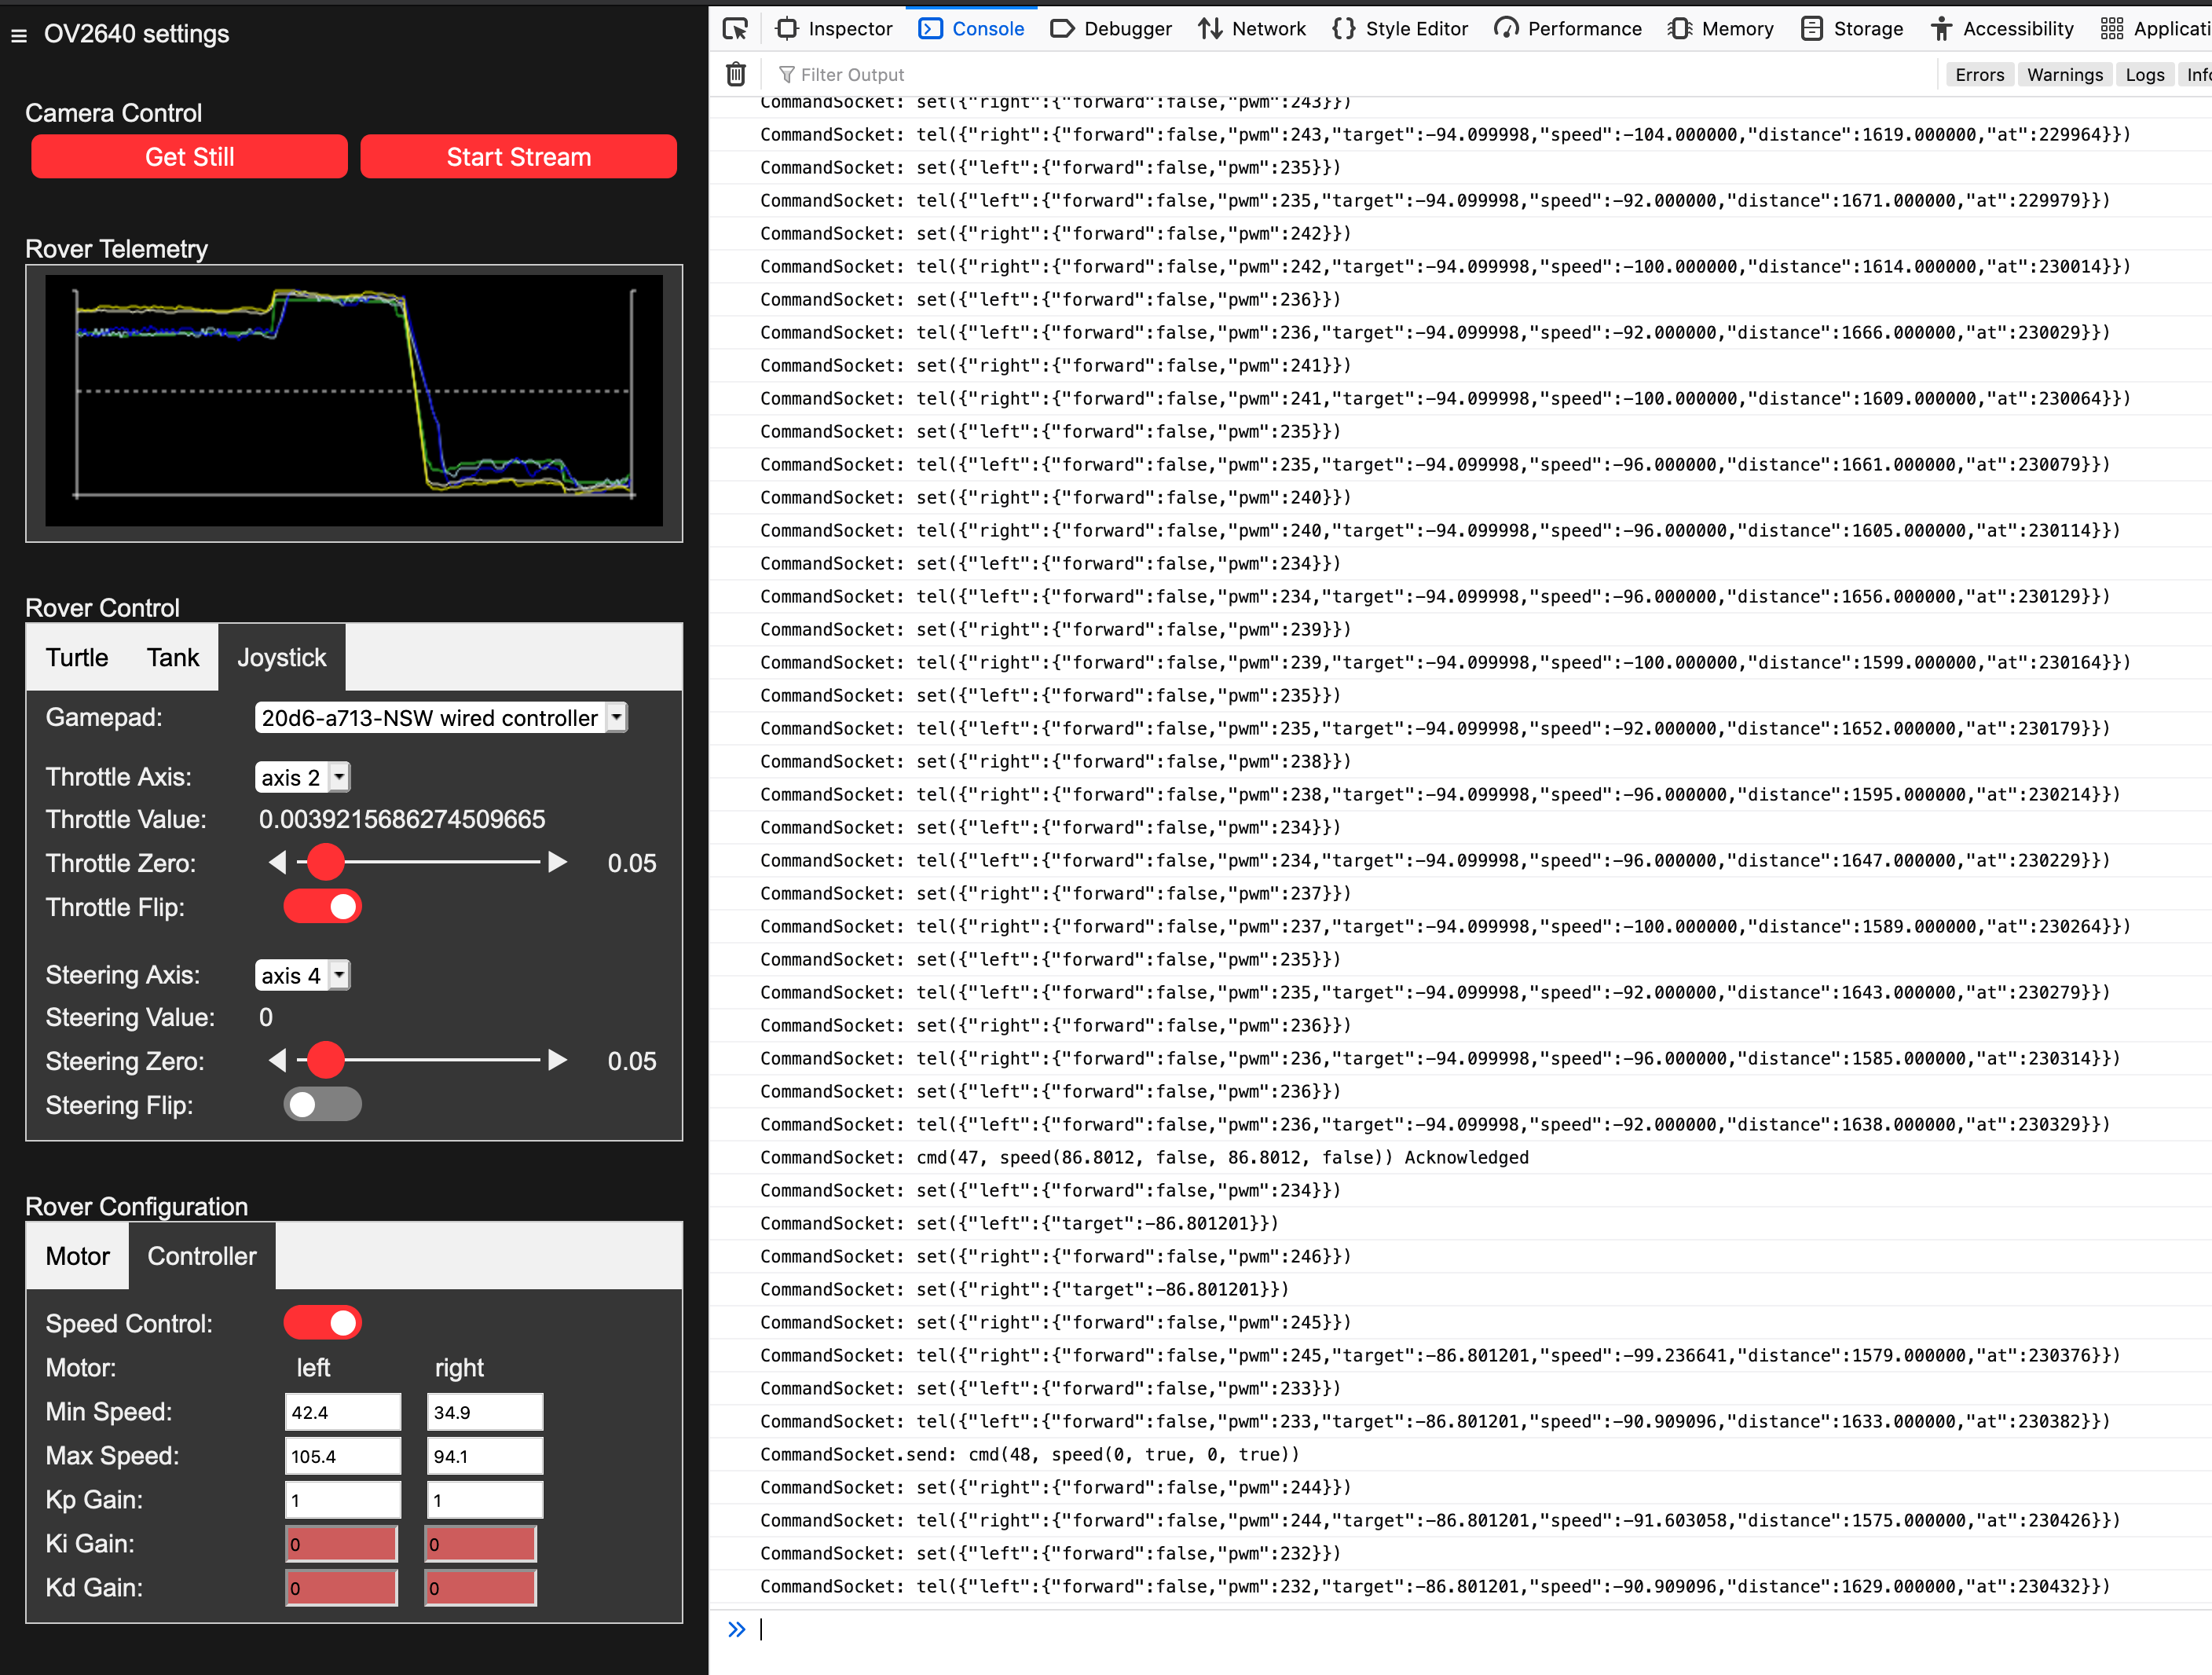 ≡ OV2640 settings
Camera Control
Get Still Start Stream
Rover Telemetry
Rover Control
Turtle Tank Joystick
Gamepad: 20d6-a713-NSW wired controller
Throttle Axis: axis 2
Throttle Value: 0.0039215686274509665
Throttle Zero: 0.05
Throttle Flip:
Steering Axis: axis 4
Steering Value: 0
Steering Zero: 0.05
Steering Flip:
Rover Configuration
Motor Controller
Speed Control:
Motor: left right
Min Speed: 42.4 34.9
Max Speed: 105.4 94.1
Kp Gain: 1 1
Ki Gain: 0 0
Kd Gain: 0 0
Inspector Console Debugger Network Style Editor Performance Memory Storage Accessibility Applicati
Filter Output Errors Warnings Logs Info
CommandSocket: set({"right":{"forward":false,"pwm":243}})
CommandSocket: tel({"right":{"forward":false,"pwm":243,"target":-94.099998,"speed":-104.000000,"distance":1619.000000,"at":229964}})
CommandSocket: set({"left":{"forward":false,"pwm":235}})
CommandSocket: tel({"left":{"forward":false,"pwm":235,"target":-94.099998,"speed":-92.000000,"distance":1671.000000,"at":229979}})
CommandSocket: set({"right":{"forward":false,"pwm":242}})
CommandSocket: tel({"right":{"forward":false,"pwm":242,"target":-94.099998,"speed":-100.000000,"distance":1614.000000,"at":230014}})
CommandSocket: set({"left":{"forward":false,"pwm":236}})
CommandSocket: tel({"left":{"forward":false,"pwm":236,"target":-94.099998,"speed":-92.000000,"distance":1666.000000,"at":230029}})
CommandSocket: set({"right":{"forward":false,"pwm":241}})
CommandSocket: tel({"right":{"forward":false,"pwm":241,"target":-94.099998,"speed":-100.000000,"distance":1609.000000,"at":230064}})
CommandSocket: set({"left":{"forward":false,"pwm":235}})
CommandSocket: tel({"left":{"forward":false,"pwm":235,"target":-94.099998,"speed":-96.000000,"distance":1661.000000,"at":230079}})
CommandSocket: set({"right":{"forward":false,"pwm":240}})
CommandSocket: tel({"right":{"forward":false,"pwm":240,"target":-94.099998,"speed":-96.000000,"distance":1605.000000,"at":230114}})
CommandSocket: set({"left":{"forward":false,"pwm":234}})
CommandSocket: tel({"left":{"forward":false,"pwm":234,"target":-94.099998,"speed":-96.000000,"distance":1656.000000,"at":230129}})
CommandSocket: set({"right":{"forward":false,"pwm":239}})
CommandSocket: tel({"right":{"forward":false,"pwm":239,"target":-94.099998,"speed":-100.000000,"distance":1599.000000,"at":230164}})
CommandSocket: set({"left":{"forward":false,"pwm":235}})
CommandSocket: tel({"left":{"forward":false,"pwm":235,"target":-94.099998,"speed":-92.000000,"distance":1652.000000,"at":230179}})
CommandSocket: set({"right":{"forward":false,"pwm":238}})
CommandSocket: tel({"right":{"forward":false,"pwm":238,"target":-94.099998,"speed":-96.000000,"distance":1595.000000,"at":230214}})
CommandSocket: set({"left":{"forward":false,"pwm":234}})
CommandSocket: tel({"left":{"forward":false,"pwm":234,"target":-94.099998,"speed":-96.000000,"distance":1647.000000,"at":230229}})
CommandSocket: set({"right":{"forward":false,"pwm":237}})
CommandSocket: tel({"right":{"forward":false,"pwm":237,"target":-94.099998,"speed":-100.000000,"distance":1589.000000,"at":230264}})
CommandSocket: set({"left":{"forward":false,"pwm":235}})
CommandSocket: tel({"left":{"forward":false,"pwm":235,"target":-94.099998,"speed":-92.000000,"distance":1643.000000,"at":230279}})
CommandSocket: set({"right":{"forward":false,"pwm":236}})
CommandSocket: tel({"right":{"forward":false,"pwm":236,"target":-94.099998,"speed":-96.000000,"distance":1585.000000,"at":230314}})
CommandSocket: set({"left":{"forward":false,"pwm":236}})
CommandSocket: tel({"left":{"forward":false,"pwm":236,"target":-94.099998,"speed":-92.000000,"distance":1638.000000,"at":230329}})
CommandSocket: cmd(47, speed(86.8012, false, 86.8012, false)) Acknowledged
CommandSocket: set({"left":{"forward":false,"pwm":234}})
CommandSocket: set({"left":{"target":-86.801201}})
CommandSocket: set({"right":{"forward":false,"pwm":246}})
CommandSocket: set({"right":{"target":-86.801201}})
CommandSocket: set({"right":{"forward":false,"pwm":245}})
CommandSocket: tel({"right":{"forward":false,"pwm":245,"target":-86.801201,"speed":-99.236641,"distance":1579.000000,"at":230376}})
CommandSocket: set({"left":{"forward":false,"pwm":233}})
CommandSocket: tel({"left":{"forward":false,"pwm":233,"target":-86.801201,"speed":-90.909096,"distance":1633.000000,"at":230382}})
CommandSocket.send: cmd(48, speed(0, true, 0, true))
CommandSocket: set({"right":{"forward":false,"pwm":244}})
CommandSocket: tel({"right":{"forward":false,"pwm":244,"target":-86.801201,"speed":-91.603058,"distance":1575.000000,"at":230426}})
CommandSocket: set({"left":{"forward":false,"pwm":232}})
CommandSocket: tel({"left":{"forward":false,"pwm":232,"target":-86.801201,"speed":-90.909096,"distance":1629.000000,"at":230432}})